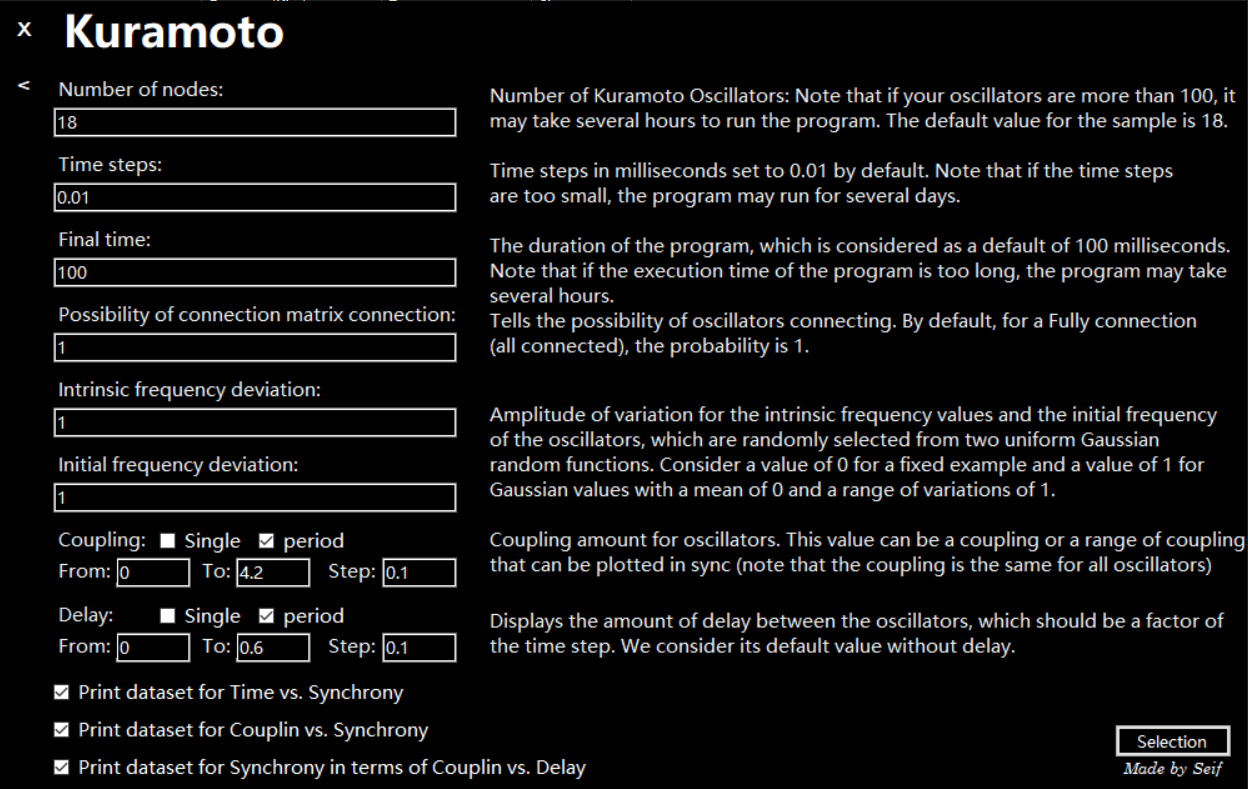 x Kuramoto
<
Number of nodes:
18
Number of Kuramoto Oscillators: Note that if your oscillators are more than 100, it
may take several hours to run the program. The default value for the sample is 18.
Time steps:
0.01
Time steps in milliseconds set to 0.01 by default. Note that if the time steps
are too small, the program may run for several days.
Final time:
100
The duration of the program, which is considered as a default of 100 milliseconds.
Note that if the execution time of the program is too long, the program may take
several hours.
Possibility of connection matrix connection:
1
Tells the possibility of oscillators connecting. By default, for a Fully connection
(all connected), the probability is 1.
Intrinsic frequency deviation:
1
Initial frequency deviation:
1
Amplitude of variation for the intrinsic frequency values and the initial frequency
of the oscillators, which are randomly selected from two uniform Gaussian
random functions. Consider a value of 0 for a fixed example and a value of 1 for
Gaussian values with a mean of 0 and a range of variations of 1.
Coupling: Single period
From: 0 To: 4.2 Step: 0.1
Coupling amount for oscillators. This value can be a coupling or a range of coupling
that can be plotted in sync (note that the coupling is the same for all oscillators)
Delay: Single period
From: 0 To: 0.6 Step: 0.1
Displays the amount of delay between the oscillators, which should be a factor of
the time step. We consider its default value without delay.
Print dataset for Time vs. Synchrony
Print dataset for Couplin vs. Synchrony
Print dataset for Synchrony in terms of Couplin vs. Delay
Selection
Made by Seif